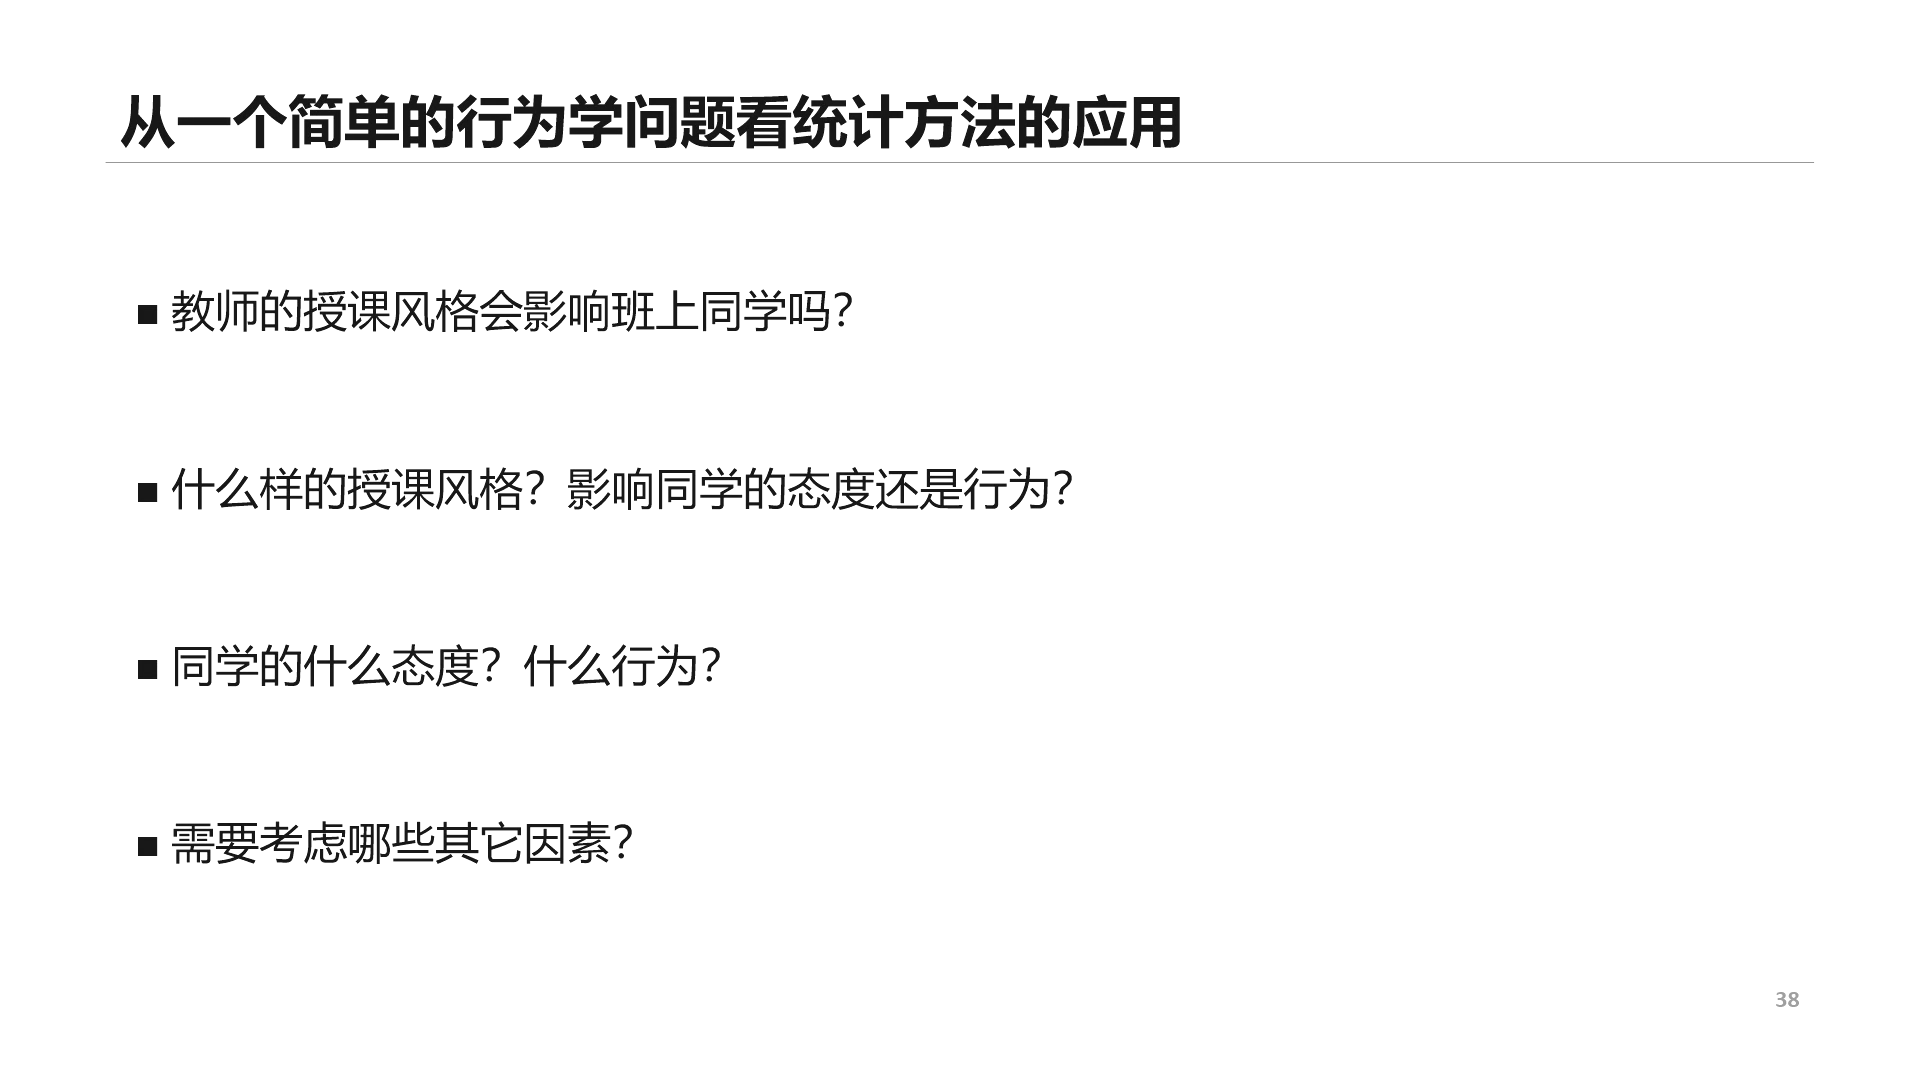 从一个简单的行为学问题看统计方法的应用
■ 教师的授课风格会影响班上同学吗？
■ 什么样的授课风格？影响同学的态度还是行为？
■ 同学的什么态度？什么行为？
■ 需要考虑哪些其它因素？
38